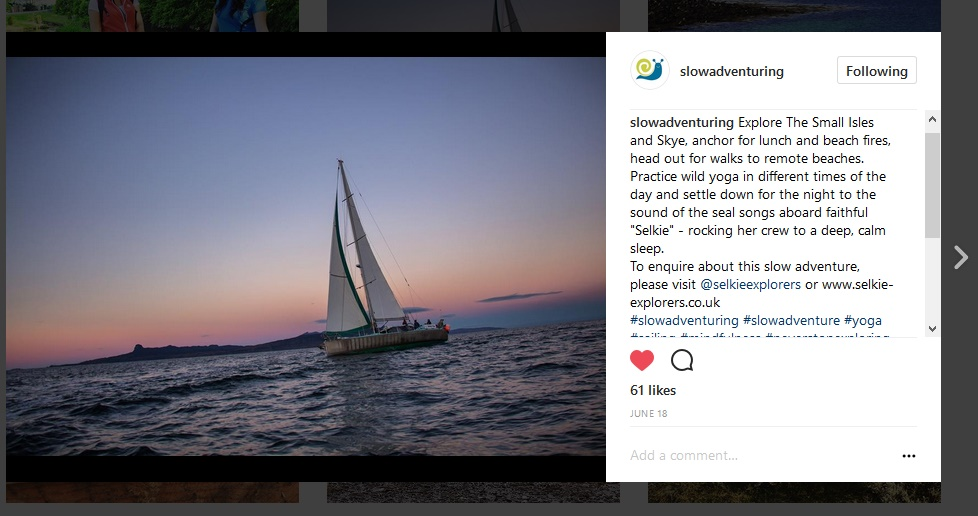 slowadventuring
Following
slowadventuring Explore The Small Isles
and Skye, anchor for lunch and beach fires,
head out for walks to remote beaches.
Practice wild yoga in different times of the
day and settle down for the night to the
sound of the seal songs aboard faithful
"Selkie" - rocking her crew to a deep, calm
sleep.
To enquire about this slow adventure,
please visit @selkieexplorers or www.selkie-
explorers.co.uk
#slowadventuring #slowadventure #yoga
#sailing #mindfulness #neverstopexploring
61 likes
JUNE 18
Add a comment...